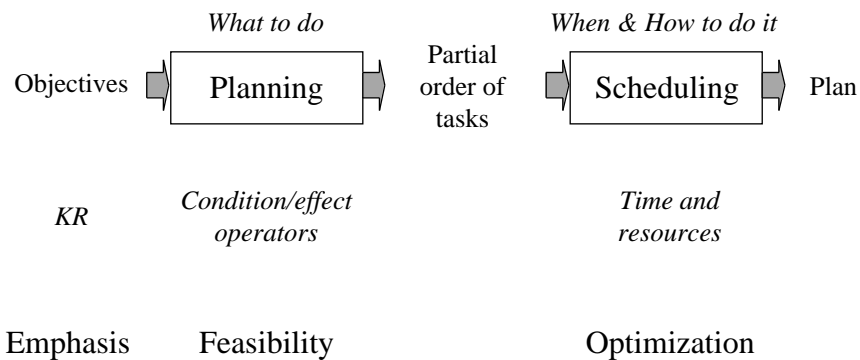 What to do
When & How to do it
Objectives
Planning
Partial
order of
tasks
Scheduling
Plan
KR
Condition/effect
operators
Time and
resources
Emphasis
Feasibility
Optimization